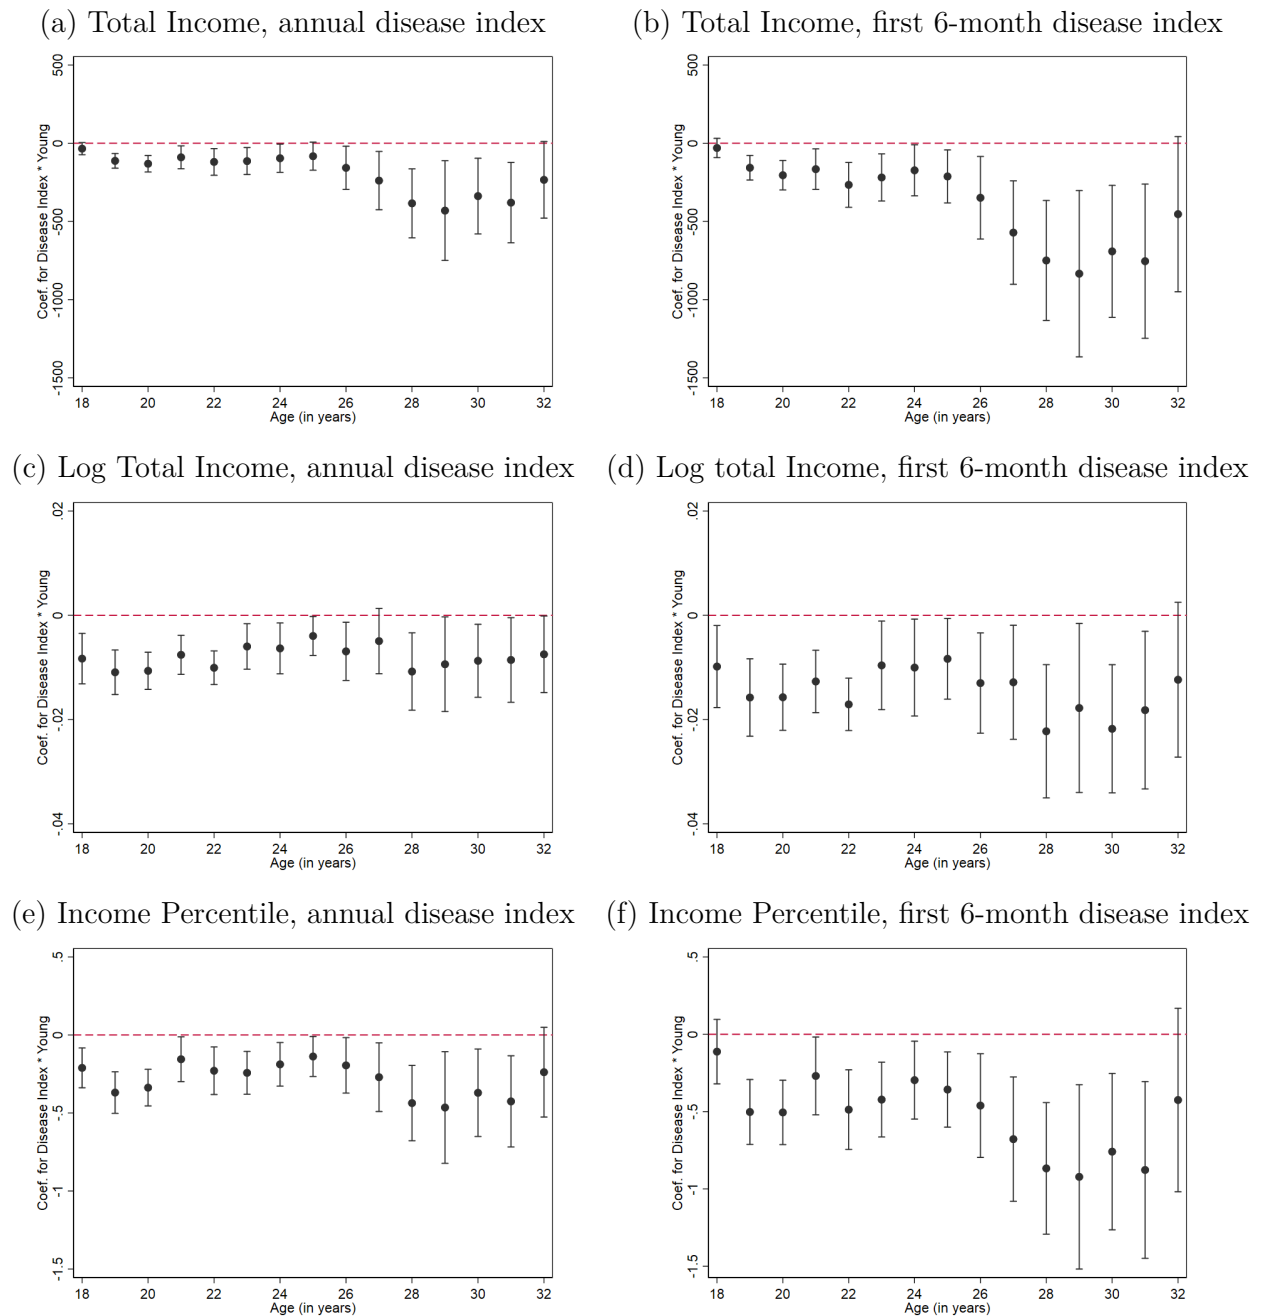 (a) Total Income, annual disease index
Coef. for Disease Index * Young
500
0
-500
-1000
-1500
18 20 22 24 26 28 30 32
Age (in years)
(b) Total Income, first 6-month disease index
Coef. for Disease Index * Young
500
0
-500
-1000
-1500
18 20 22 24 26 28 30 32
Age (in years)
(c) Log Total Income, annual disease index
Coef. for Disease Index * Young
.02
0
-.02
-.04
18 20 22 24 26 28 30 32
Age (in years)
(d) Log total Income, first 6-month disease index
Coef. for Disease Index * Young
.02
0
-.02
-.04
18 20 22 24 26 28 30 32
Age (in years)
(e) Income Percentile, annual disease index
Coef. for Disease Index * Young
.5
0
-.5
-1
-1.5
18 20 22 24 26 28 30 32
Age (in years)
(f) Income Percentile, first 6-month disease index
Coef. for Disease Index * Young
.5
0
-.5
-1
-1.5
18 20 22 24 26 28 30 32
Age (in years)